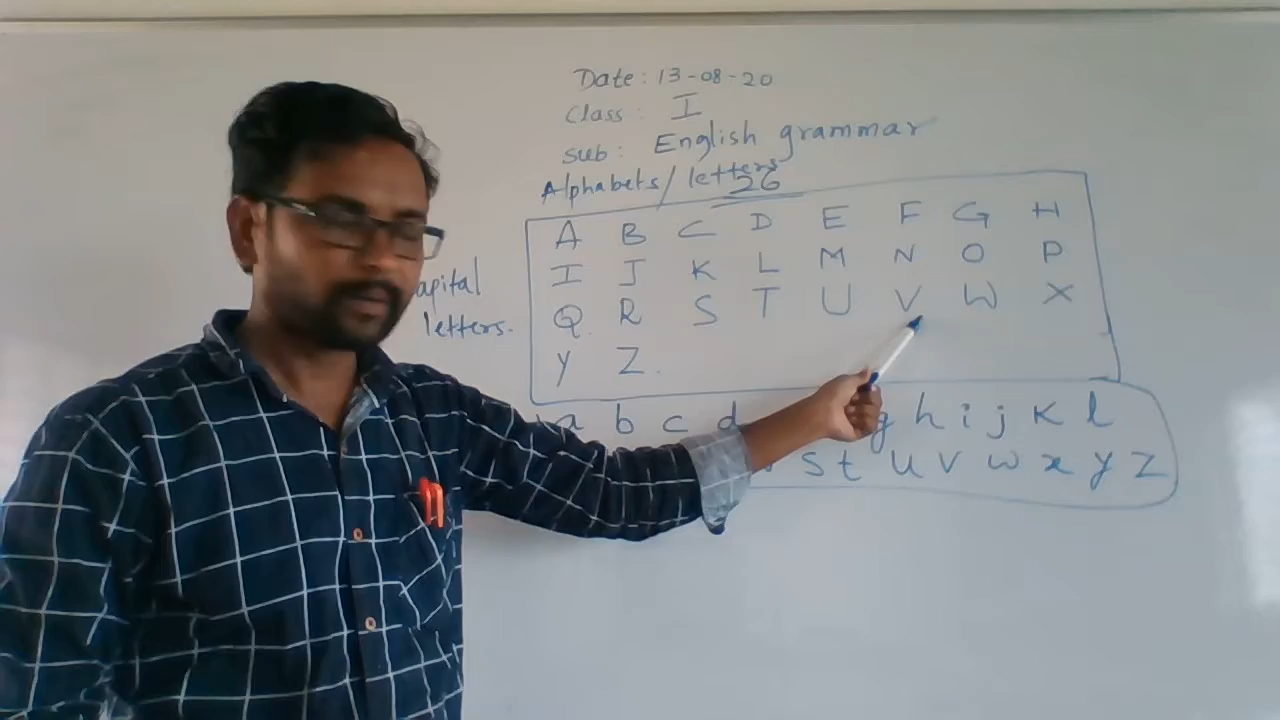 Date: 13-08-20
Class: I
Sub: English grammar
Alphabets/letters
26
A B C D E F G H
I J K L M N O P
Q R S T U V W X
Y Z.
apital
letters.
a b c d g h i j K l
s t u v w x y z